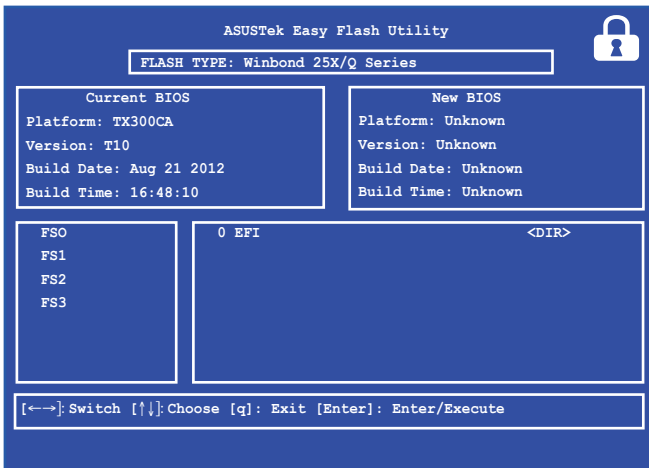 ASUSTek Easy Flash Utility
FLASH TYPE: Winbond 25X/Q Series
Current BIOS
Platform: TX300CA
Version: T10
Build Date: Aug 21 2012
Build Time: 16:48:10
New BIOS
Platform: Unknown
Version: Unknown
Build Date: Unknown
Build Time: Unknown
FSO
FS1
FS2
FS3
0 EFI <DIR>
[←→]: Switch [↑↓]: Choose [q]: Exit [Enter]: Enter/Execute